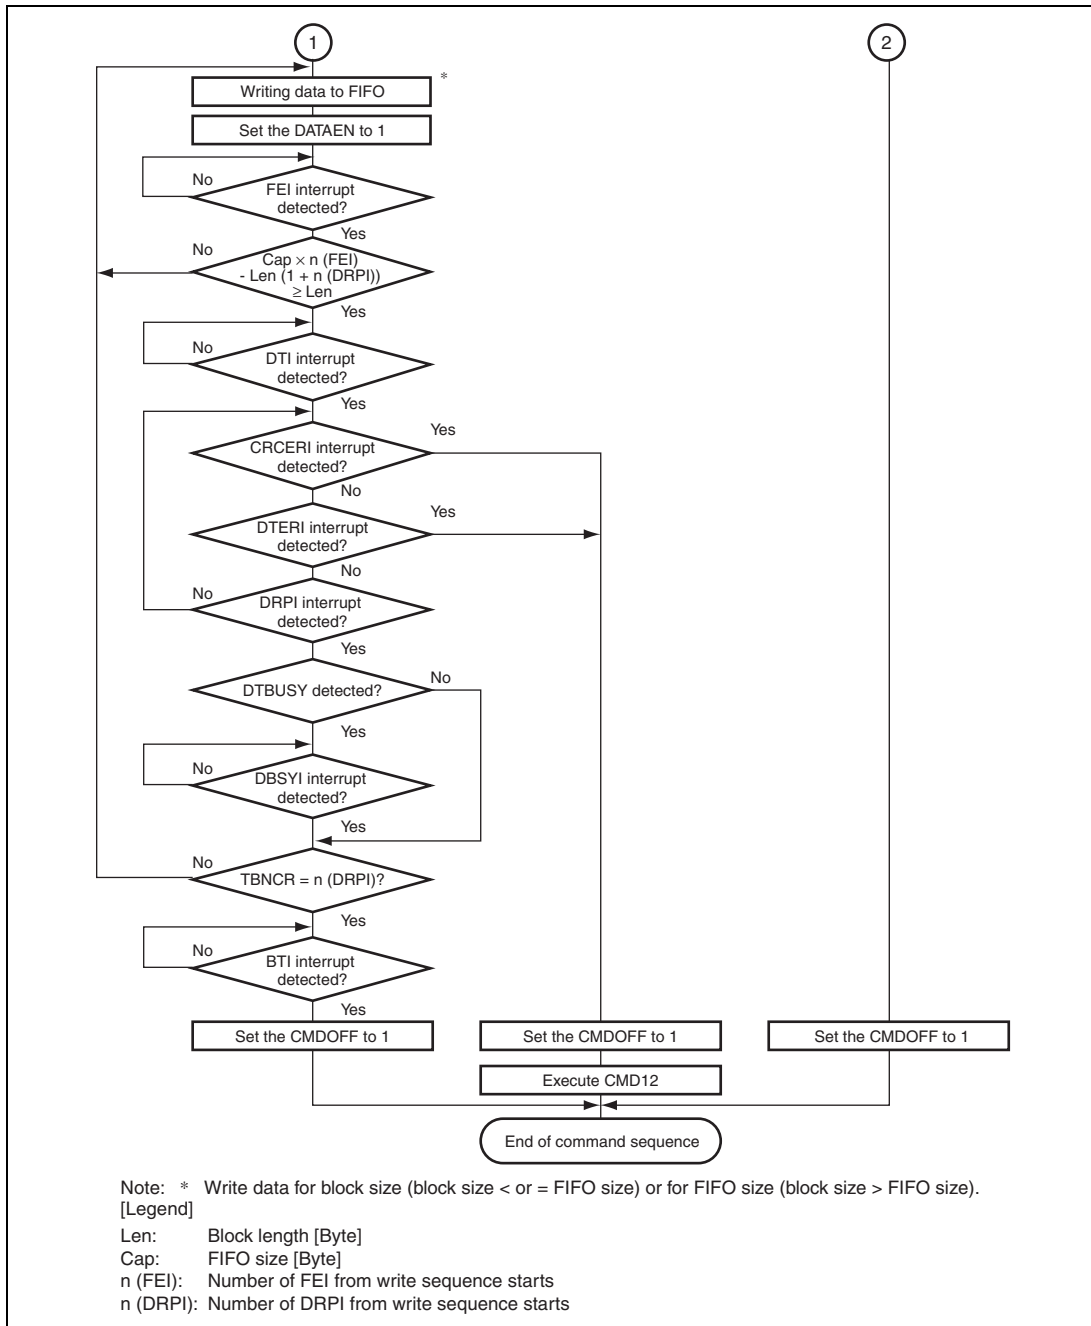 1
2
*
Writing data to FIFO
Set the DATAEN to 1
No
FEI interrupt
detected?
Yes
No
Cap × n (FEI)
- Len (1 + n (DRPI))
≥ Len
Yes
No
DTI interrupt
detected?
Yes
Yes
CRCERI interrupt
detected?
No
Yes
DTERI interrupt
detected?
No
No
DRPI interrupt
detected?
Yes
No
DTBUSY detected?
Yes
No
DBSYI interrupt
detected?
Yes
No
TBNCR = n (DRPI)?
Yes
No
BTI interrupt
detected?
Yes
Set the CMDOFF to 1
Set the CMDOFF to 1
Set the CMDOFF to 1
Execute CMD12
End of command sequence
Note: * Write data for block size (block size < or = FIFO size) or for FIFO size (block size > FIFO size).
[Legend]
Len: Block length [Byte]
Cap: FIFO size [Byte]
n (FEI): Number of FEI from write sequence starts
n (DRPI): Number of DRPI from write sequence starts